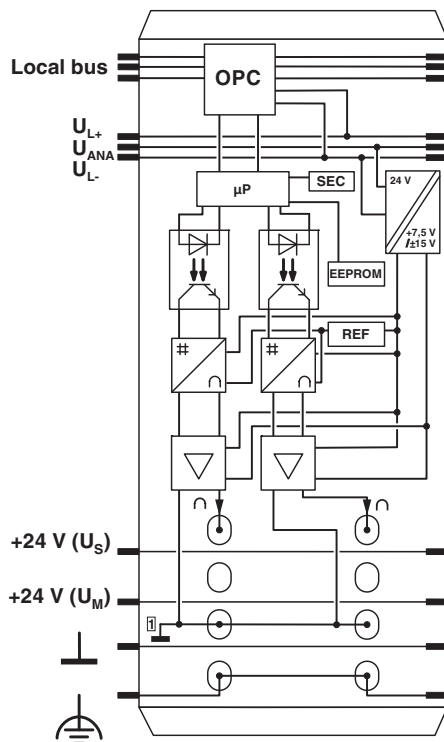 Local bus
OPC
UL+
UANA
UL-
24 V
+7,5 V
/±15 V
µP
SEC
EEPROM
REF
#
∩
#
∩
∩
∩
+24 V (US)
+24 V (UM)
1